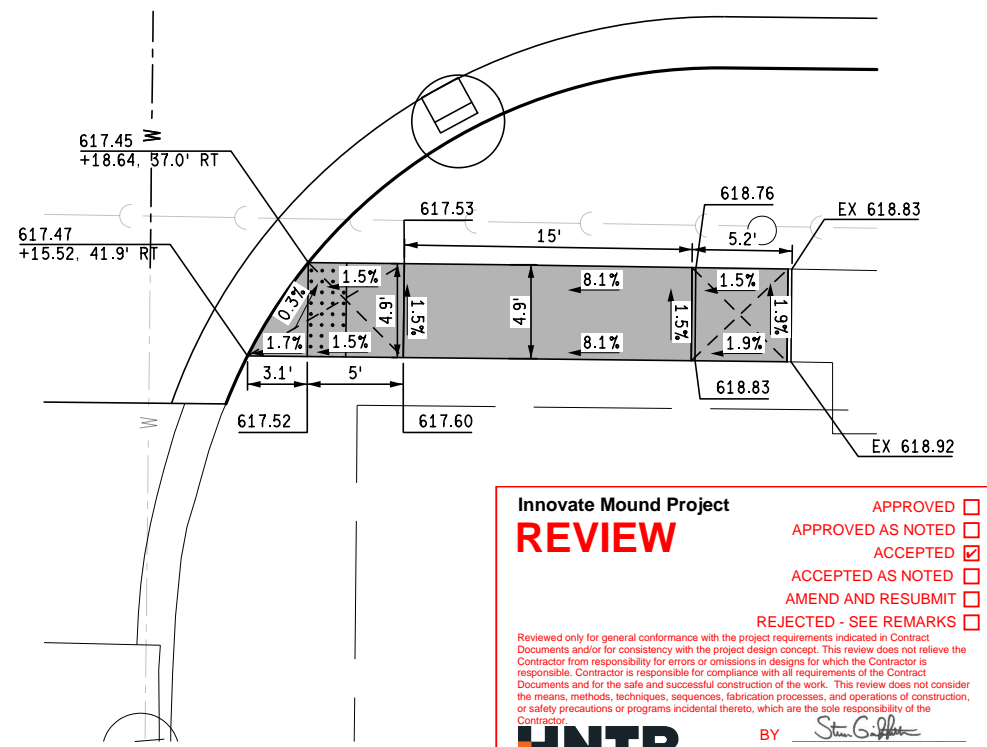 617.45
+18.64, 37.0' RT
W
617.47
+15.52, 41.9' RT
617.53
618.76
EX 618.83
15'
5.2'
1.5%
8.1%
1.5%
0.3%
4.9'
1.5%
4.9'
1.5%
1.9%
1.7%
1.5%
8.1%
1.9%
3.1'
5'
618.83
W
617.52
617.60
EX 618.92
Innovate Mound Project
REVIEW
APPROVED
APPROVED AS NOTED
ACCEPTED
ACCEPTED AS NOTED
AMEND AND RESUBMIT
REJECTED - SEE REMARKS
Reviewed only for general conformance with the project requirements indicated in Contract
Documents and/or for consistency with the project design concept. This review does not relieve the
Contractor from responsibility for errors or omissions in designs for which the Contractor is
responsible. Contractor is responsible for compliance with all requirements of the Contract
Documents and for the safe and successful construction of the work. This review does not consider
the means, methods, techniques, sequences, fabrication processes, and operations of construction,
or safety precautions or programs incidental thereto, which are the sole responsibility of the
Contractor.
HNTB
BY